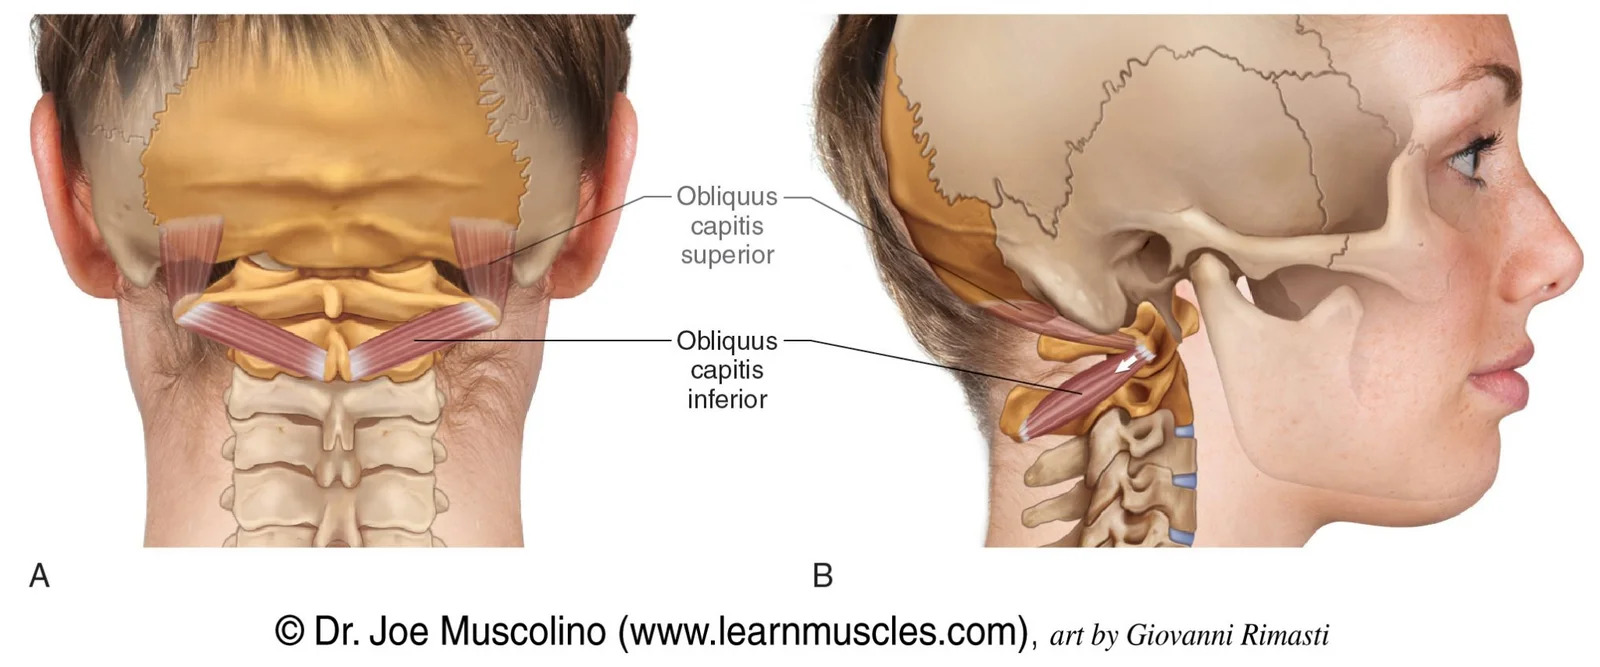 Obliquus
capitis
superior
Obliquus
capitis
inferior
A
B
© Dr. Joe Muscolino (www.learnmuscles.com), art by Giovanni Rimasti